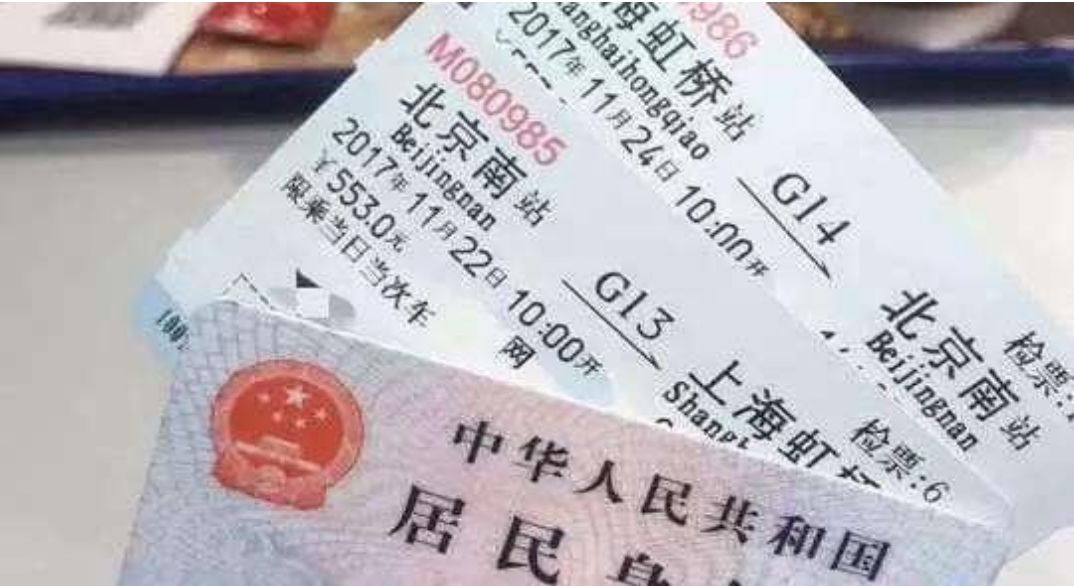 986
海虹桥站
anghaihongqiao
G14
北京南站
Beijingnan
2017年11月24日10:00开
检票:
M080985
北京南站
Beijingnan
G13
上海虹桥
Shangh
2017年11月22日10:00开
检票:6
￥553.0元
网
限乘当日当次车
中华人民共和国
居民身